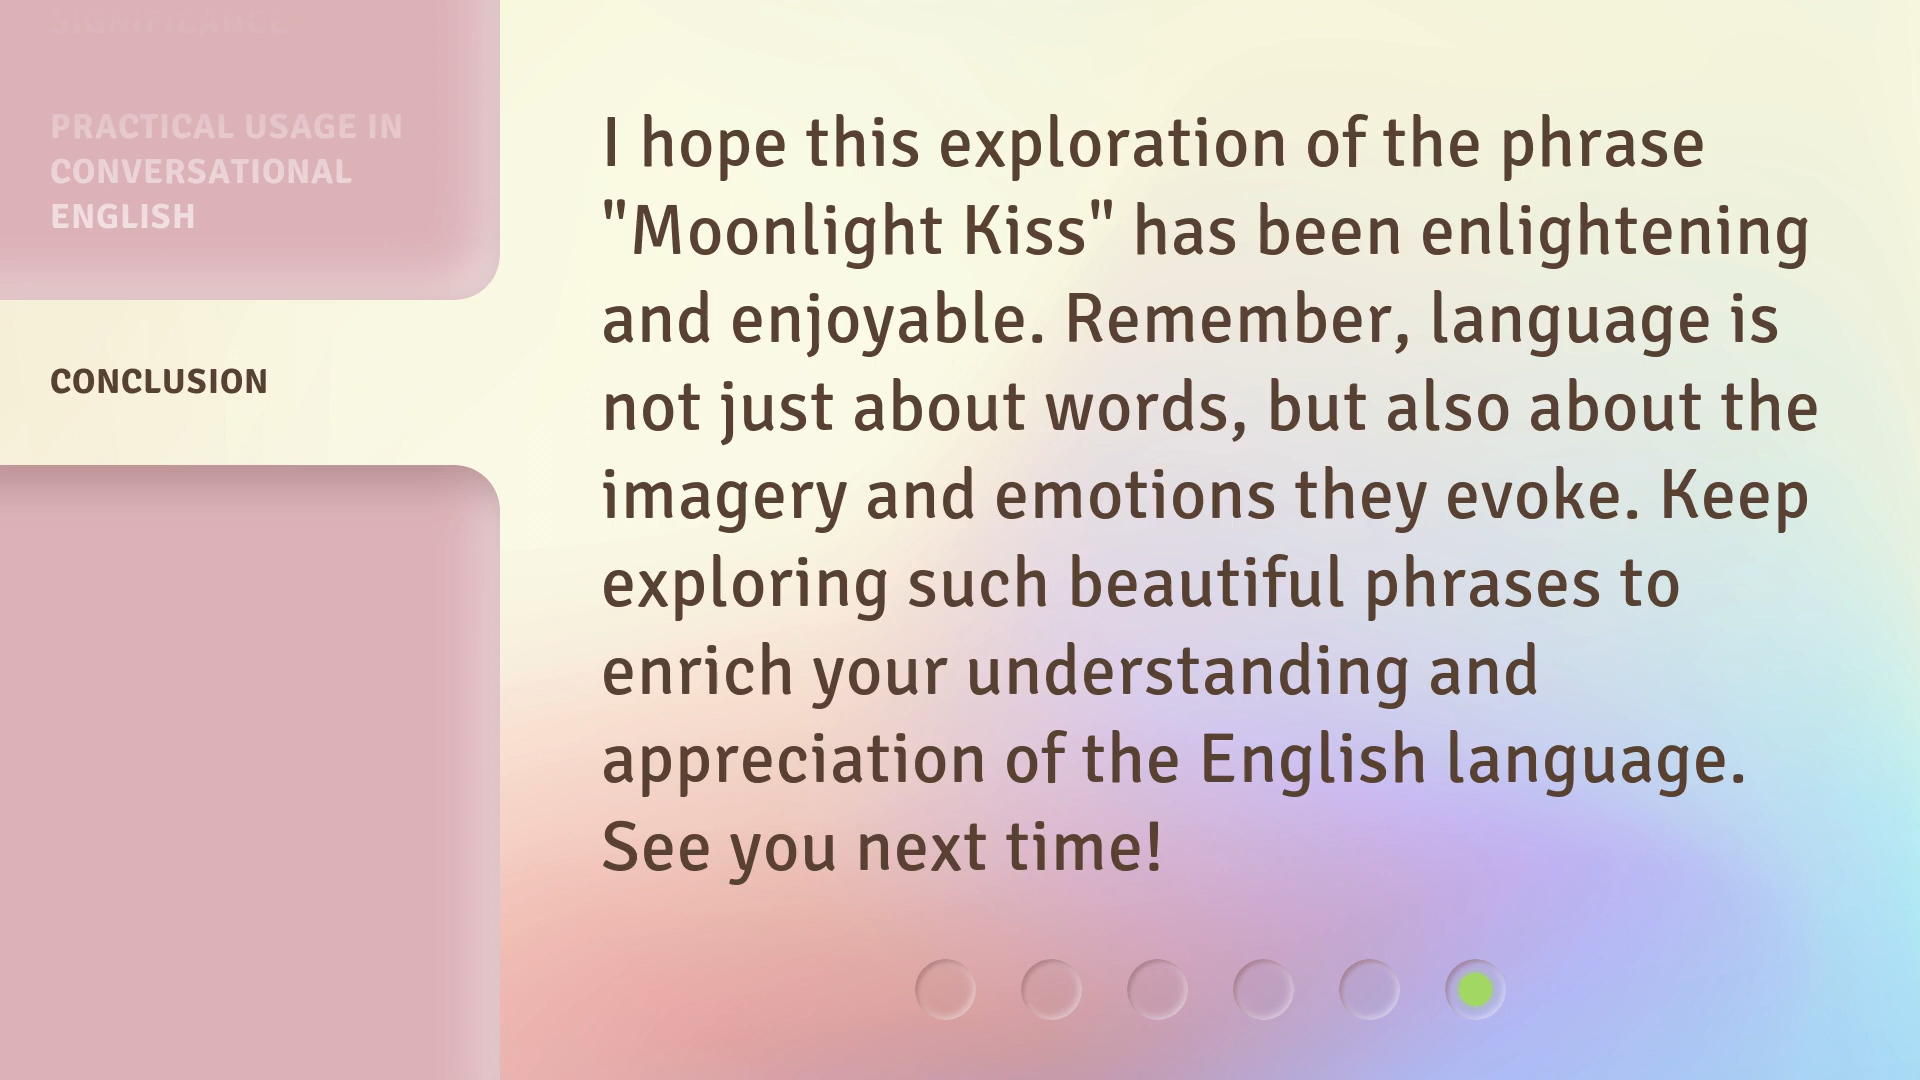 SIGNIFICANCE
PRACTICAL USAGE IN
CONVERSATIONAL
ENGLISH
CONCLUSION
I hope this exploration of the phrase
"Moonlight Kiss" has been enlightening
and enjoyable. Remember, language is
not just about words, but also about the
imagery and emotions they evoke. Keep
exploring such beautiful phrases to
enrich your understanding and
appreciation of the English language.
See you next time!